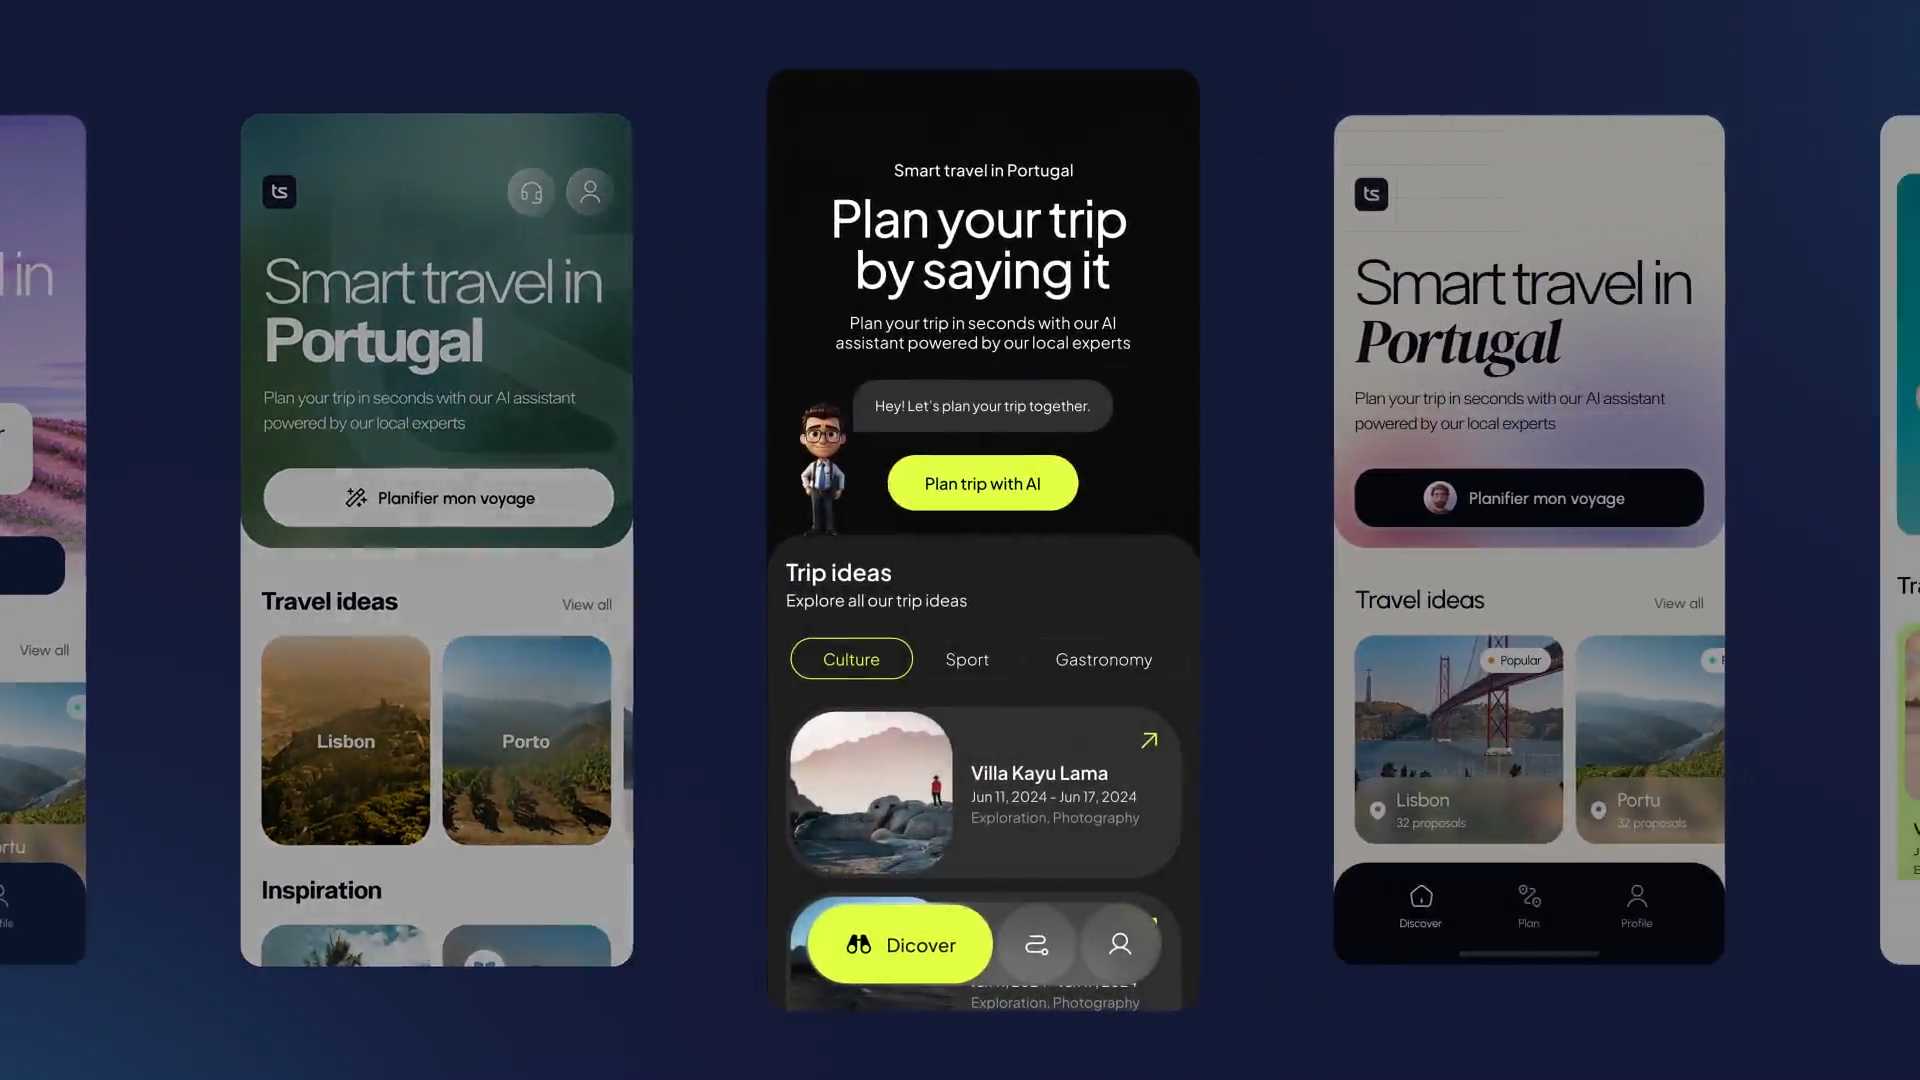 in
View all
rtu
ts
Smart travel in
Portugal
Plan your trip in seconds with our AI assistant
powered by our local experts
Planifier mon voyage
Travel ideas
View all
Lisbon
Porto
Inspiration
Smart travel in Portugal
Plan your trip
by saying it
Plan your trip in seconds with our AI
assistant powered by our local experts
Hey! Let's plan your trip together.
Plan trip with AI
Trip ideas
Explore all our trip ideas
Culture
Sport
Gastronomy
Villa Kayu Lama
Jun 11, 2024 - Jun 17, 2024
Exploration, Photography
Dicover
Exploration, Photography
ts
Smart travel in
Portugal
Plan your trip in seconds with our AI assistant
powered by our local experts
Planifier mon voyage
Travel ideas
View all
Popular
Lisbon
32 proposals
Portu
32 proposals
Discover
Plan
Profile